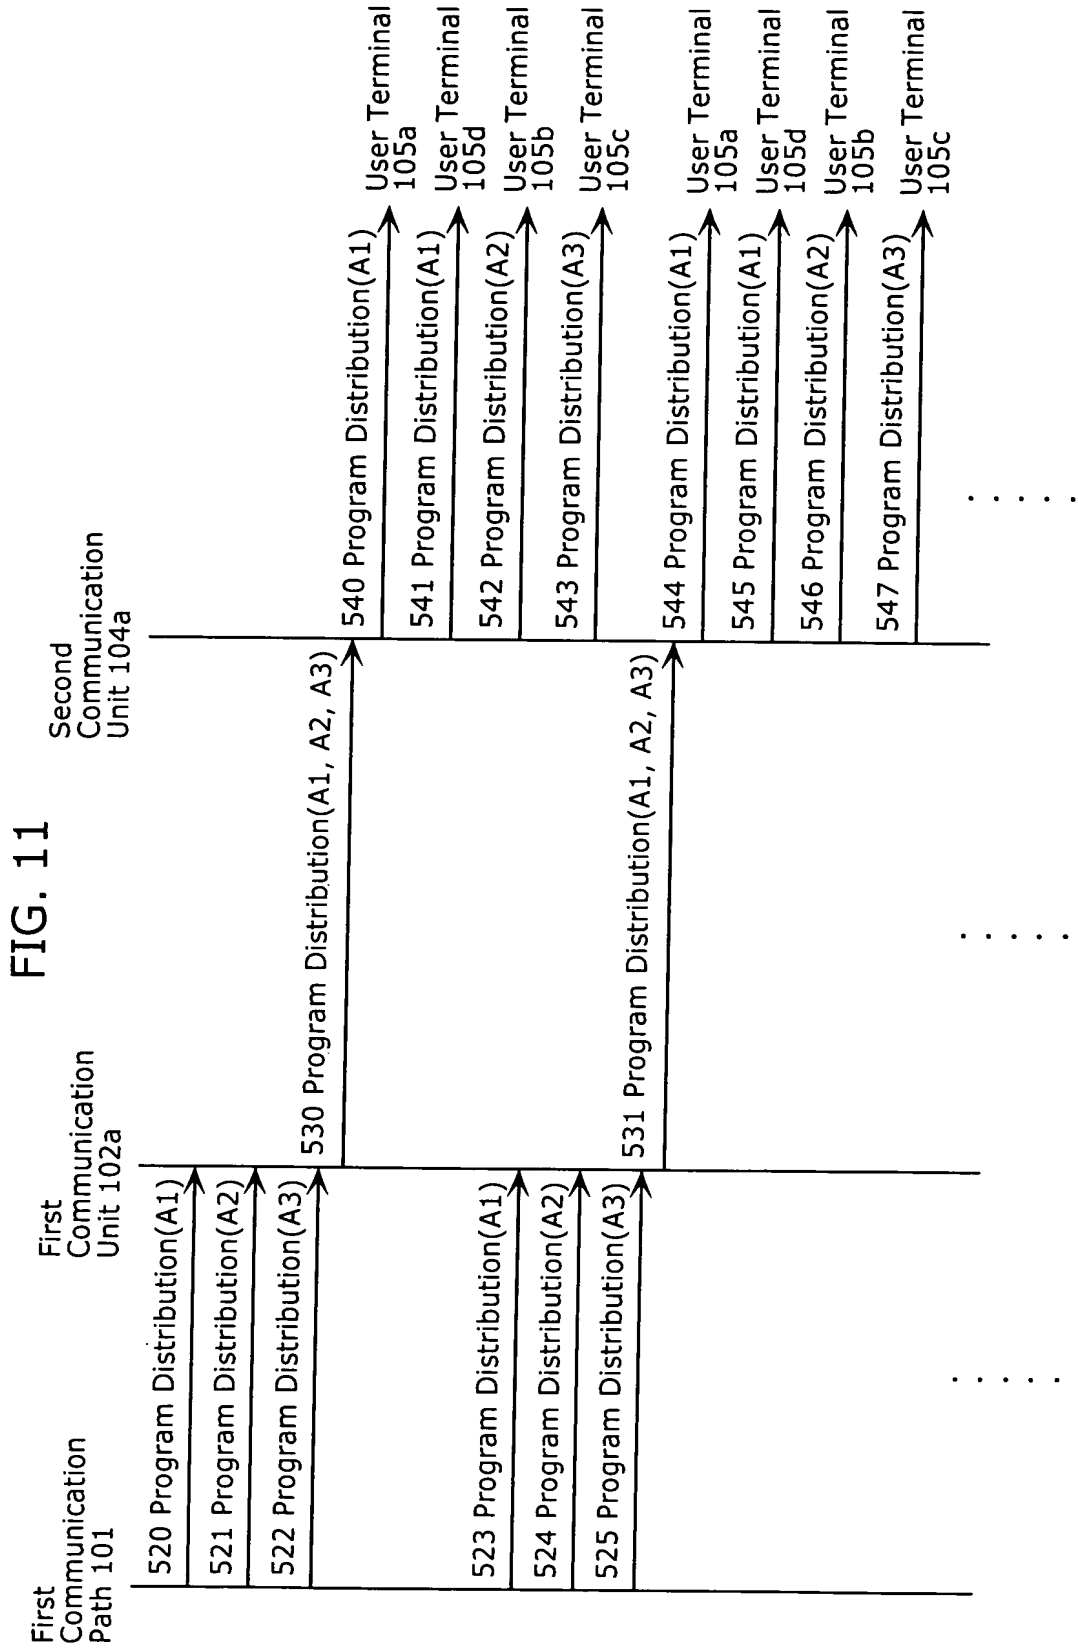 FIG. 11
First
Communication
Path 101
First
Communication
Unit 102a
Second
Communication
Unit 104a
520 Program Distribution(A1)
521 Program Distribution(A2)
522 Program Distribution(A3)
530 Program Distribution(A1, A2, A3)
540 Program Distribution(A1)
User Terminal
105a
541 Program Distribution(A1)
User Terminal
105d
542 Program Distribution(A2)
User Terminal
105b
543 Program Distribution(A3)
User Terminal
105c
523 Program Distribution(A1)
524 Program Distribution(A2)
525 Program Distribution(A3)
531 Program Distribution(A1, A2, A3)
544 Program Distribution(A1)
User Terminal
105a
545 Program Distribution(A1)
User Terminal
105d
546 Program Distribution(A2)
User Terminal
105b
547 Program Distribution(A3)
User Terminal
105c